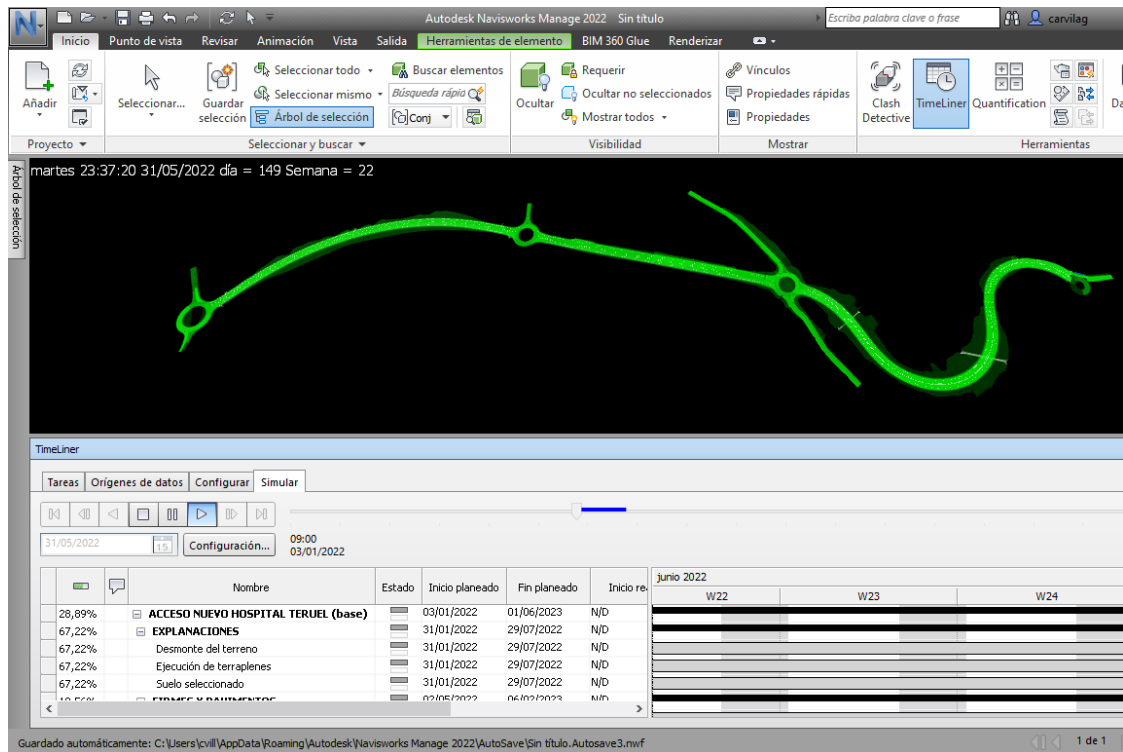 Autodesk Navisworks Manage 2022 Sin título
Escriba palabra clave o frase
carvilag
Inicio Punto de vista Revisar Animación Vista Salida Herramientas de elemento BIM 360 Glue Renderizar
Añadir
Seleccionar...
Guardar selección
Seleccionar todo
Seleccionar mismo
Árbol de selección
Buscar elementos
Búsqueda rápida
Conj
Ocultar
Requerir
Ocultar no seleccionados
Mostrar todos
Vínculos
Propiedades rápidas
Propiedades
Clash Detective
TimeLiner
Quantification
Proyecto Seleccionar y buscar Visibilidad Mostrar Herramientas
Árbol de selección
martes 23:37:20 31/05/2022 día = 149 Semana = 22
TimeLiner
Tareas Orígenes de datos Configurar Simular
31/05/2022
15
Configuración...
09:00
03/01/2022
Nombre Estado Inicio planeado Fin planeado Inicio re
junio 2022
W22 W23 W24
28,89% ACCESO NUEVO HOSPITAL TERUEL (base) 03/01/2022 01/06/2023 N/D
67,22% EXPLANACIONES 31/01/2022 29/07/2022 N/D
67,22% Desmonte del terreno 31/01/2022 29/07/2022 N/D
67,22% Ejecución de terraplenes 31/01/2022 29/07/2022 N/D
67,22% Suelo seleccionado 31/01/2022 29/07/2022 N/D
02/05/2022 06/02/2023 N/D
Guardado automáticamente: C:\Users\cvill\AppData\Roaming\Autodesk\Navisworks Manage 2022\AutoSave\Sin título.Autosave3.nwf
1 de 1